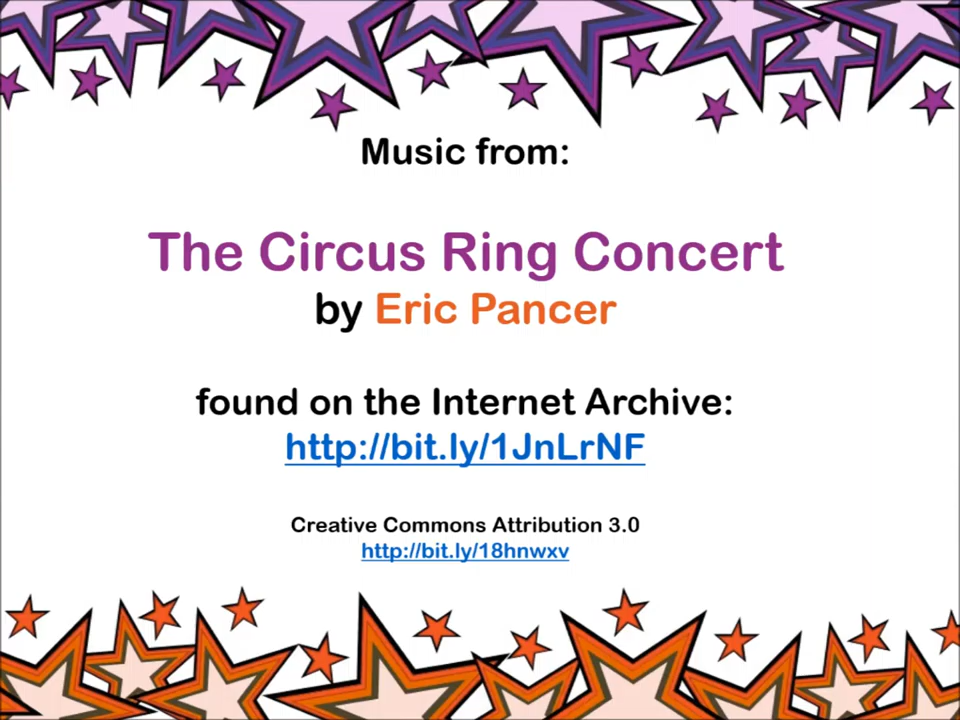 Music from:
The Circus Ring Concert
by Eric Pancer
found on the Internet Archive:
http://bit.ly/1JnLrNF
Creative Commons Attribution 3.0
http://bit.ly/18hnwxv